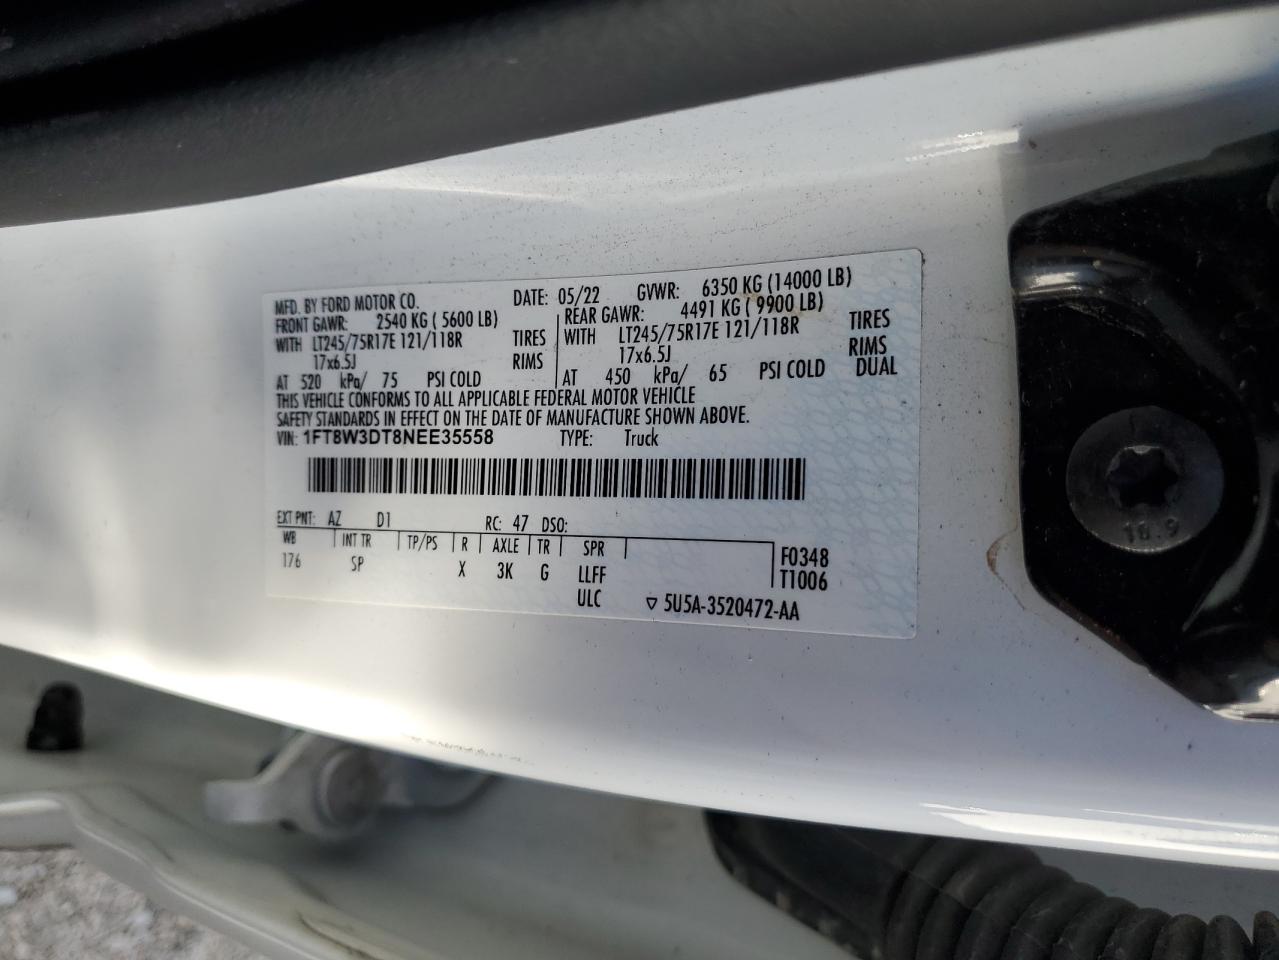 MFD. BY FORD MOTOR CO. DATE: 05/22 GVWR: 6350 KG (14000 LB)
FRONT GAWR: 2540 KG ( 5600 LB) REAR GAWR: 4491 KG ( 9900 LB)
WITH LT245/75R17E 121/118R TIRES WITH LT245/75R17E 121/118R TIRES
17x6.5J RIMS 17x6.5J RIMS
AT 520 kPa/ 75 PSI COLD AT 450 kPa/ 65 PSI COLD DUAL
THIS VEHICLE CONFORMS TO ALL APPLICABLE FEDERAL MOTOR VEHICLE
SAFETY STANDARDS IN EFFECT ON THE DATE OF MANUFACTURE SHOWN ABOVE.
VIN: 1FT8W3DT8NEE35558 TYPE: Truck
EXT PNT: AZ D1 RC: 47 DSO:
WB INT TR TP/PS R AXLE TR SPR F0348
176 SP X 3K G LLFF T1006
ULC ▽ 5U5A-3520472-AA
10.9